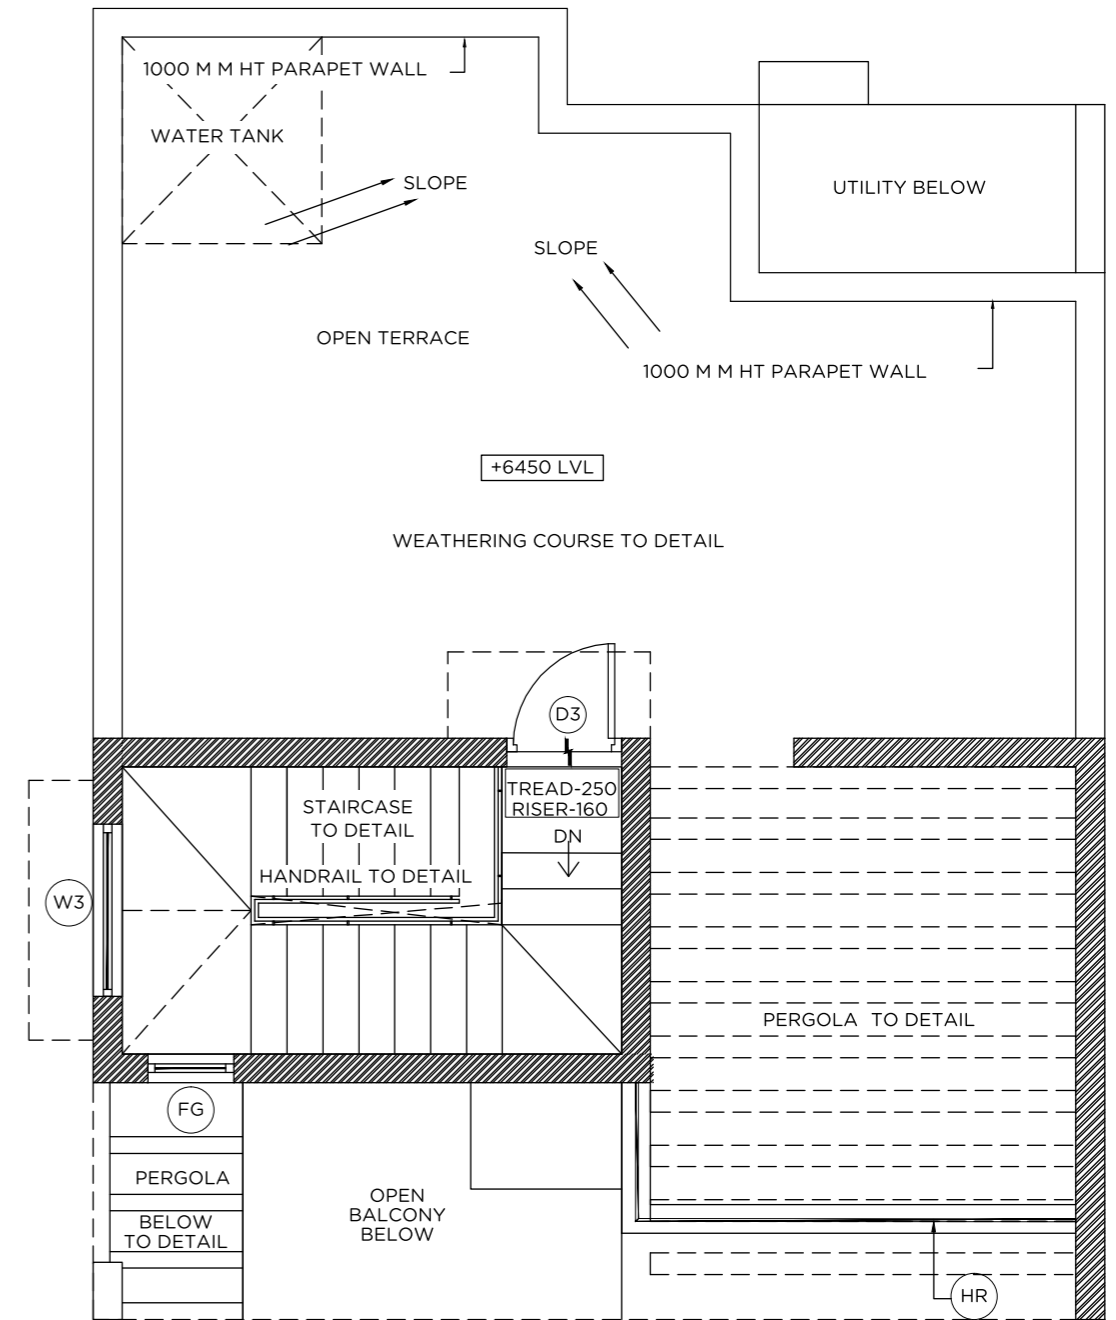 1000 M M HT PARAPET WALL
WATER TANK
SLOPE
UTILITY BELOW
SLOPE
OPEN TERRACE
1000 M M HT PARAPET WALL
+6450 LVL
WEATHERING COURSE TO DETAIL
D3
TREAD-250
RISER-160
STAIRCASE
TO DETAIL
DN
HANDRAIL TO DETAIL
W3
PERGOLA TO DETAIL
FG
PERGOLA
BELOW
TO DETAIL
OPEN
BALCONY
BELOW
HR